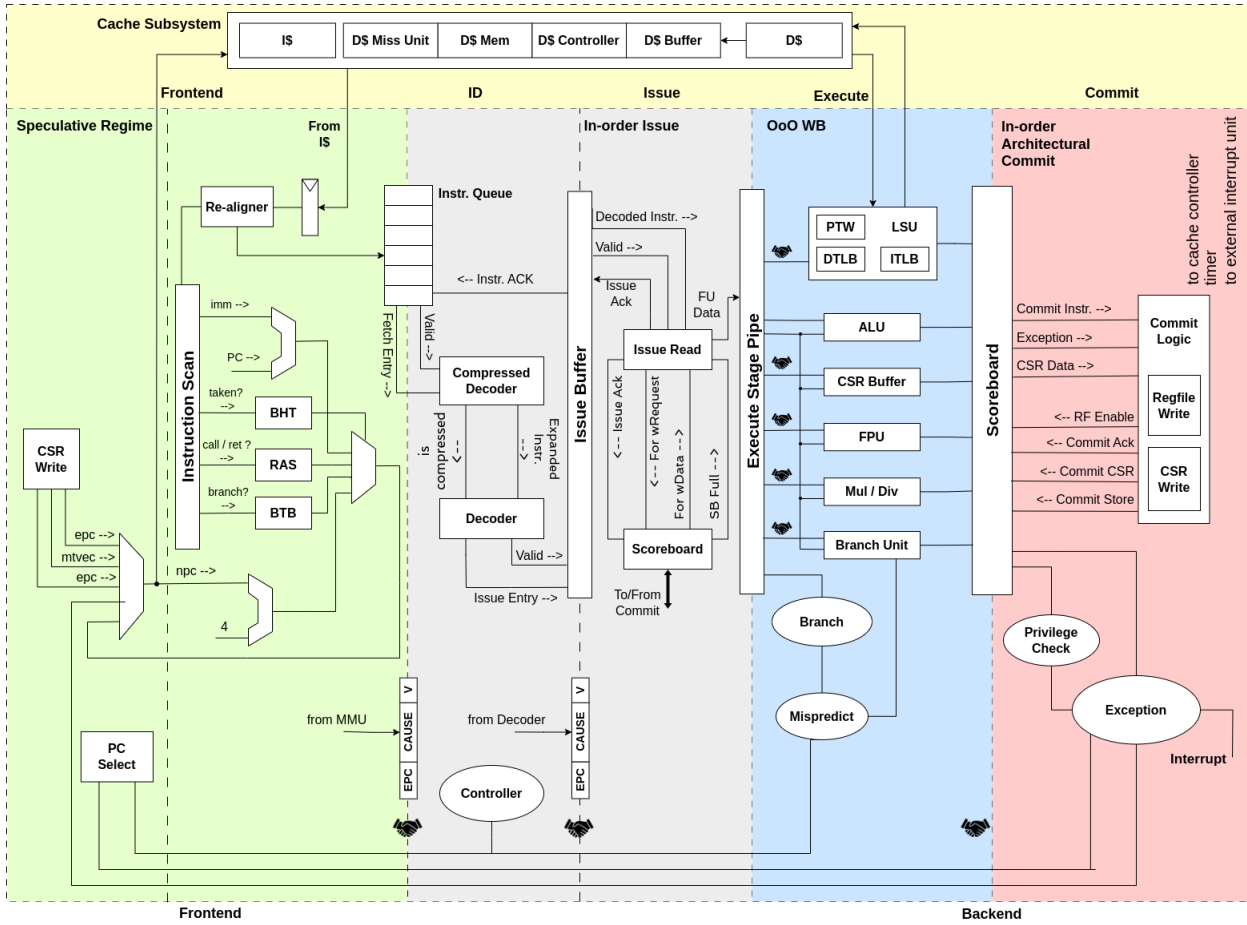 Cache Subsystem
I$
D$ Miss Unit
D$ Mem
D$ Controller
D$ Buffer
D$
Frontend
ID
Issue
Execute
Commit
Speculative Regime
From
I$
In-order Issue
OoO WB
In-order
Architectural
Commit
to cache controller
timer
to external interrupt unit
Re-aligner
Instr. Queue
Decoded Instr. -->
Valid -->
<-- Instr. ACK
Issue
Ack
FU
Data
PTW
LSU
DTLB
ITLB
Instruction Scan
imm -->
PC -->
taken?
-->
BHT
call / ret ?
-->
RAS
branch?
-->
BTB
Fetch Entry -->
Valid -->
Compressed
Decoder
is
compressed
-->
Expanded
Instr.
-->
Decoder
Valid -->
Issue Entry -->
Issue Buffer
Issue Read
<-- Issue Ack
<--- For wRequest
For wData -->
SB Full -->
Scoreboard
To/From
Commit
Execute Stage Pipe
ALU
CSR Buffer
FPU
Mul / Div
Branch Unit
Branch
Mispredict
Scoreboard
Commit Instr. -->
Exception -->
CSR Data -->
<-- RF Enable
<-- Commit Ack
<-- Commit CSR
<-- Commit Store
Commit
Logic
Regfile
Write
CSR
Write
Privilege
Check
Exception
Interrupt
CSR
Write
epc -->
mtvec -->
epc -->
npc -->
4
PC
Select
from MMU
V
CAUSE
EPC
from Decoder
V
CAUSE
EPC
Controller
Frontend
Backend